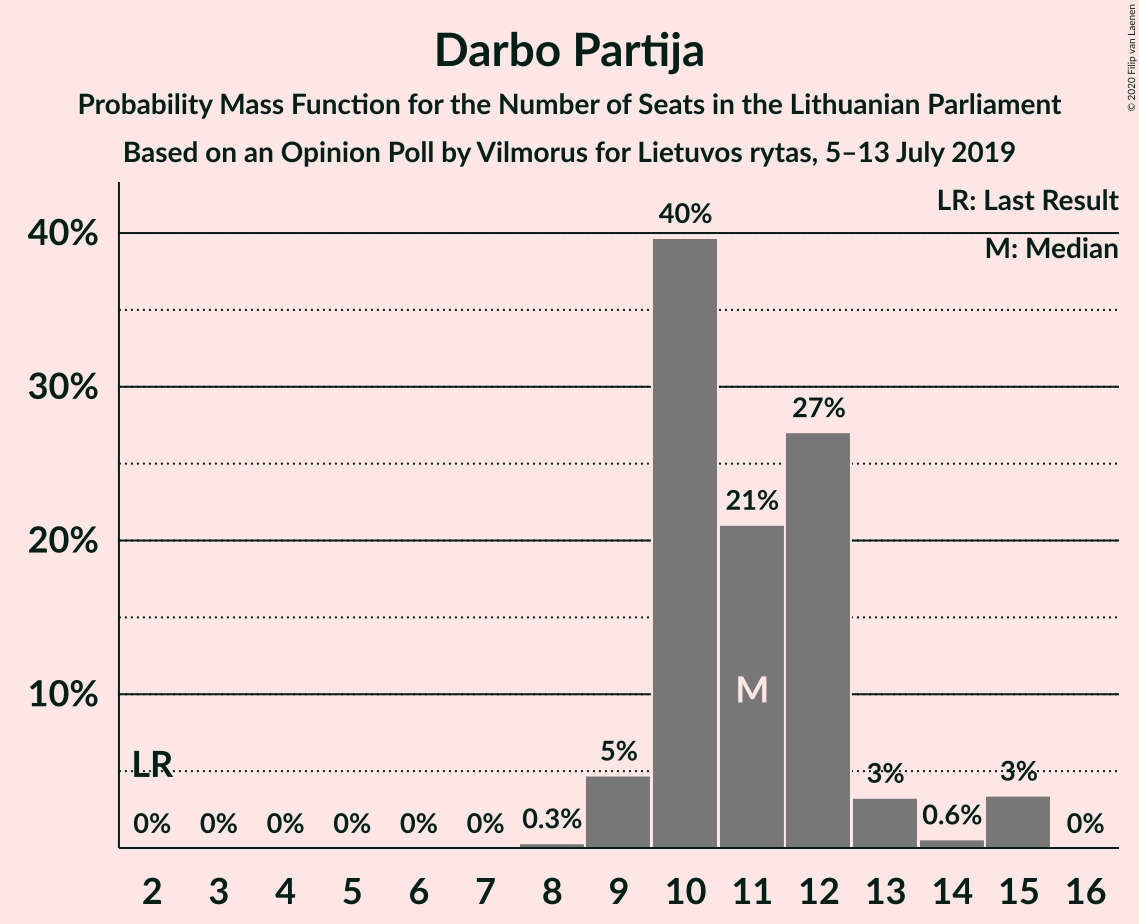 Darbo Partija
Probability Mass Function for the Number of Seats in the Lithuanian Parliament
Based on an Opinion Poll by Vilmorus for Lietuvos rytas, 5–13 July 2019
© 2020 Filip van Laenen
LR: Last Result
M: Median
40%
30%
20%
10%
40%
27%
21%
M
5%
LR
3%
3%
0%
0%
0%
0%
0%
0%
0.3%
0.6%
0%
2 3 4 5 6 7 8 9 10 11 12 13 14 15 16